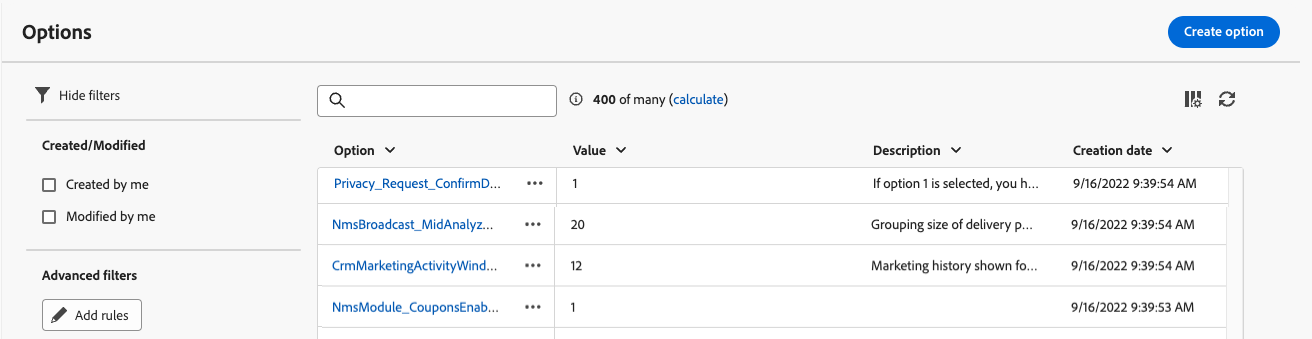 Options
Create option
Hide filters
400 of many (calculate)
Created/Modified
Created by me
Modified by me
Advanced filters
Add rules
Option Value Description Creation date
Privacy_Request_ConfirmD... ••• 1 If option 1 is selected, you h... 9/16/2022 9:39:54 AM
NmsBroadcast_MidAnalyz... ••• 20 Grouping size of delivery p... 9/16/2022 9:39:54 AM
CrmMarketingActivityWind... ••• 12 Marketing history shown fo... 9/16/2022 9:39:54 AM
NmsModule_CouponsEnab... ••• 1 9/16/2022 9:39:53 AM